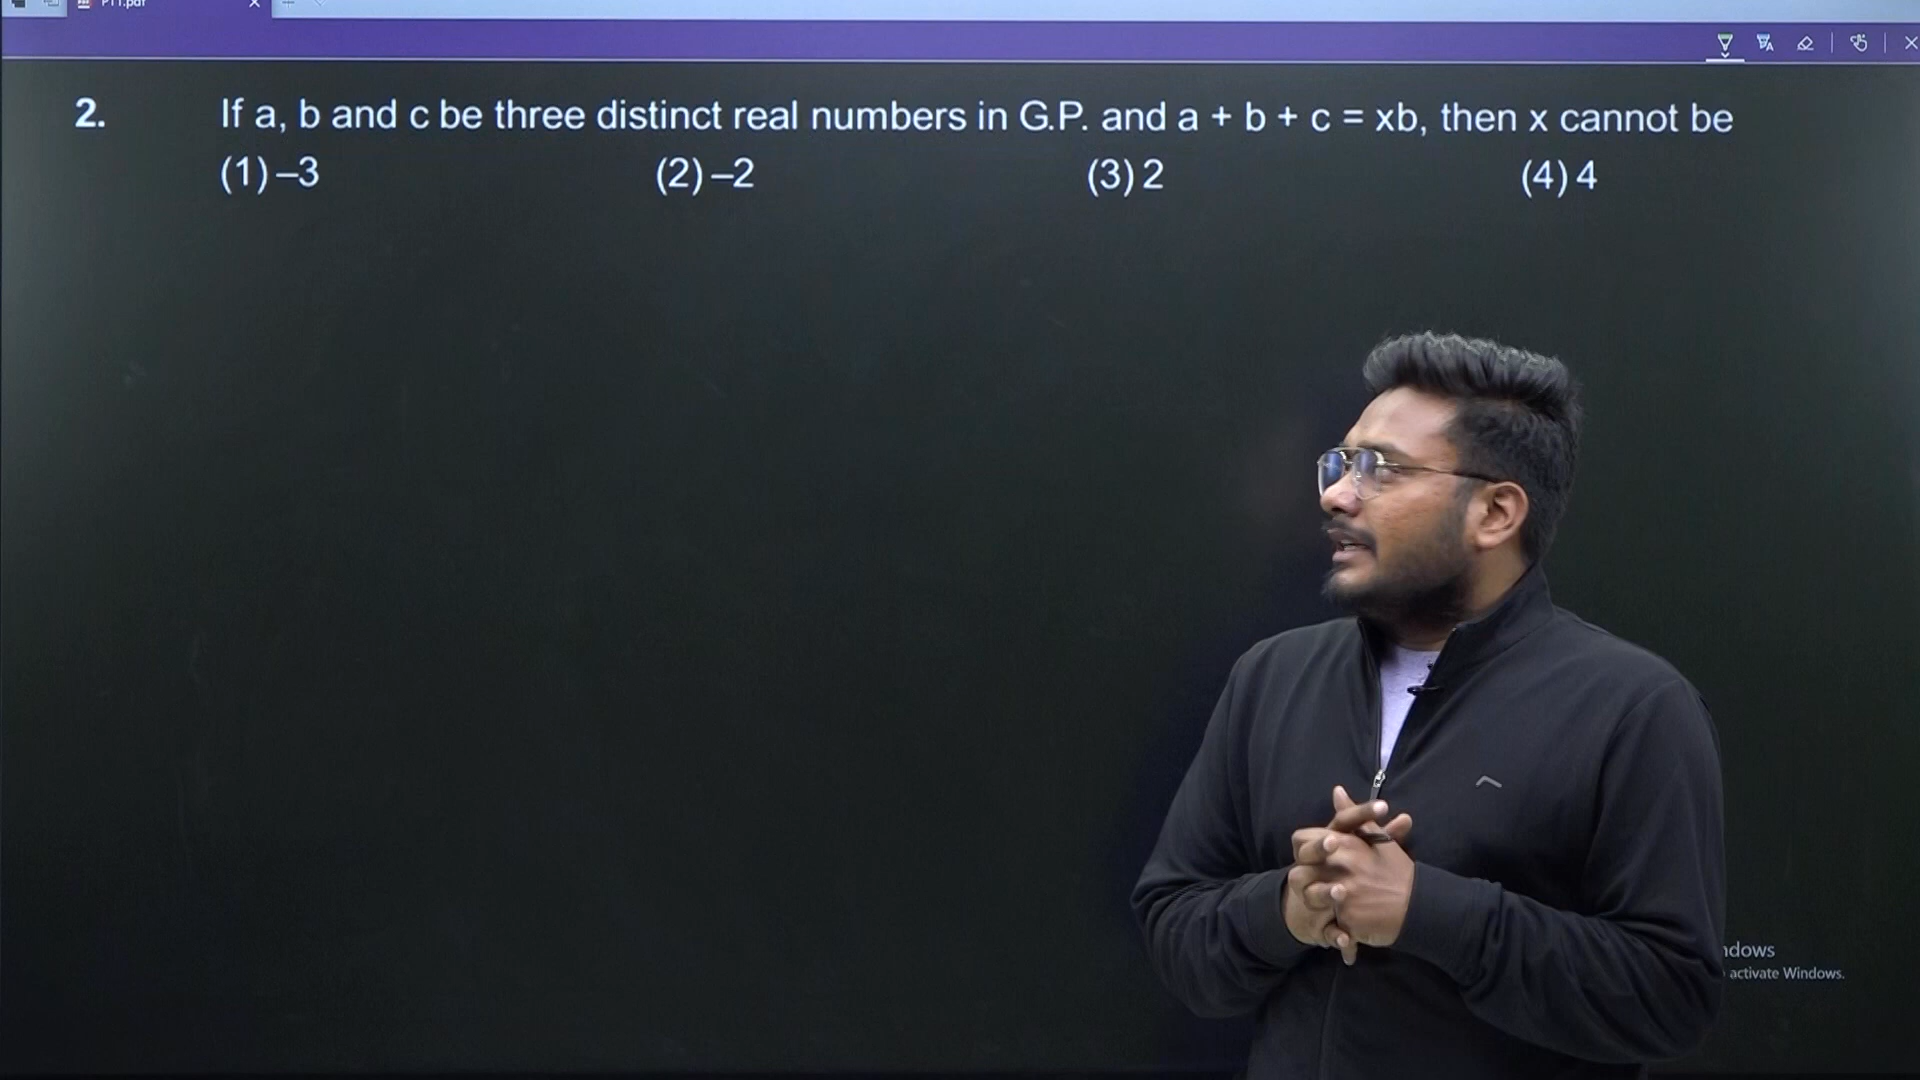 2. If a, b and c be three distinct real numbers in G.P. and a + b + c = xb, then x cannot be
(1) –3 (2) –2 (3) 2 (4) 4
activate Windows.